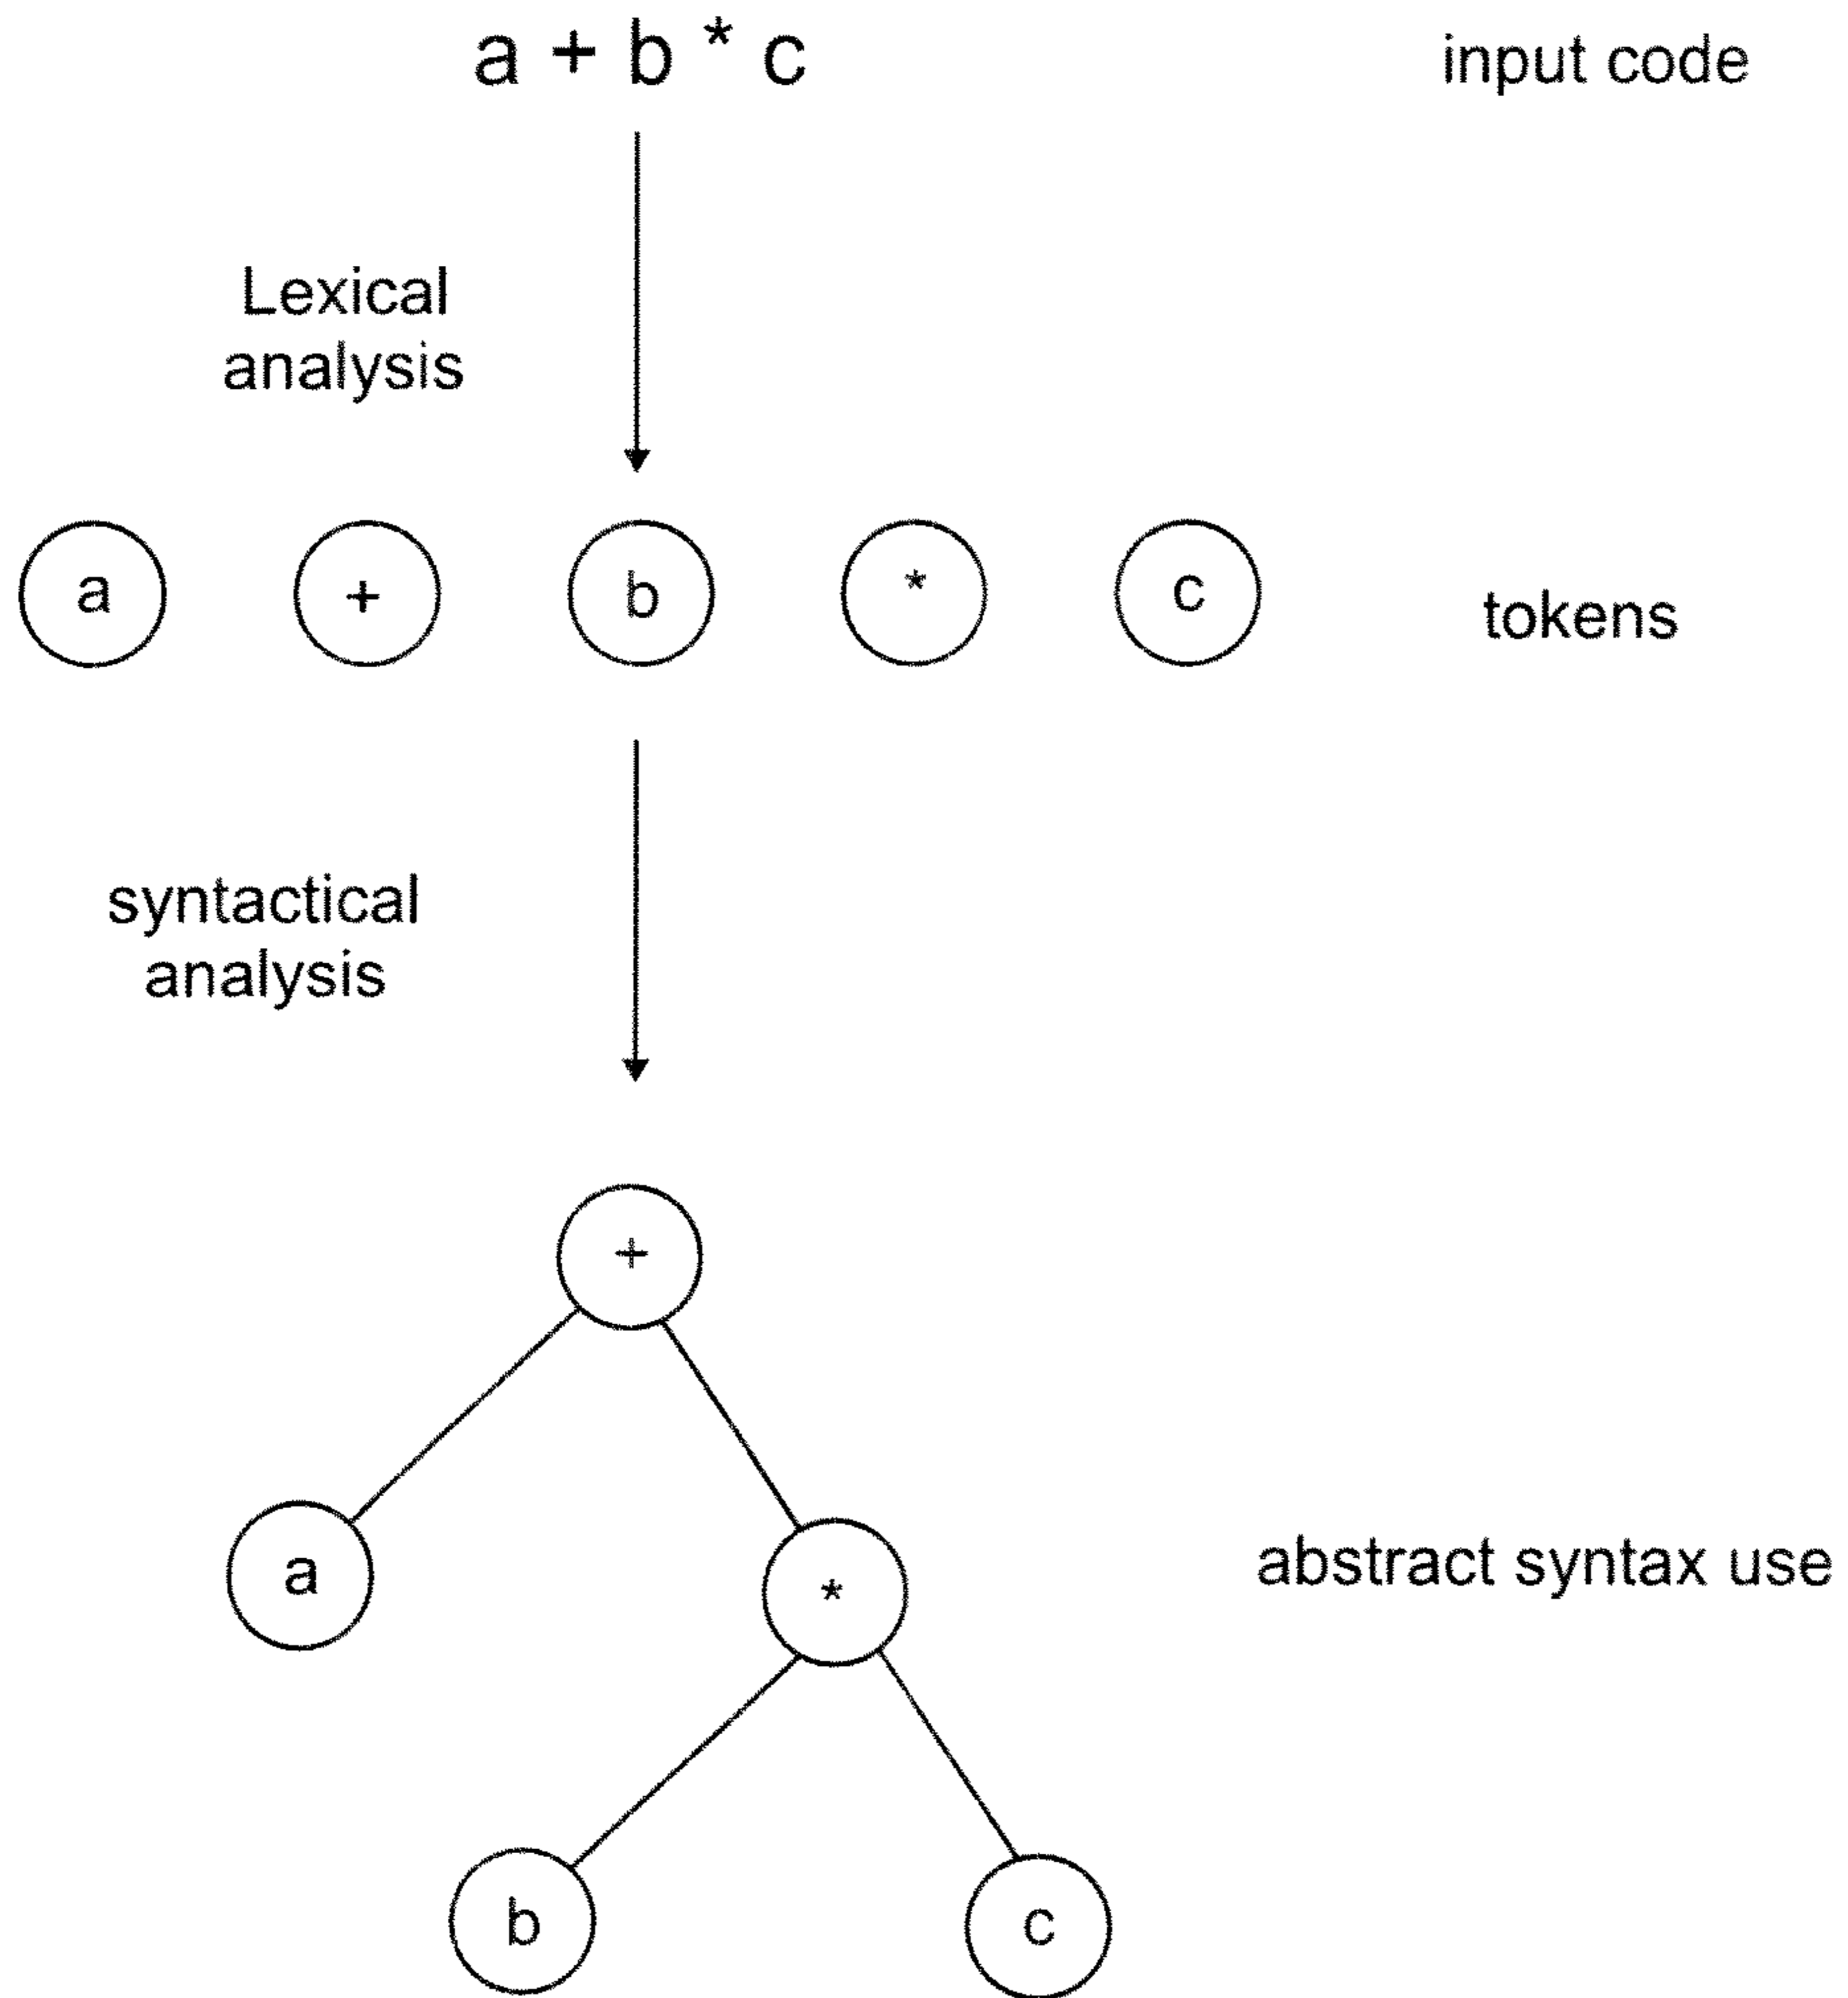 a + b * c
input code
Lexical
analysis
a + b * c
tokens
syntactical
analysis
+
a
*
abstract syntax use
b
c